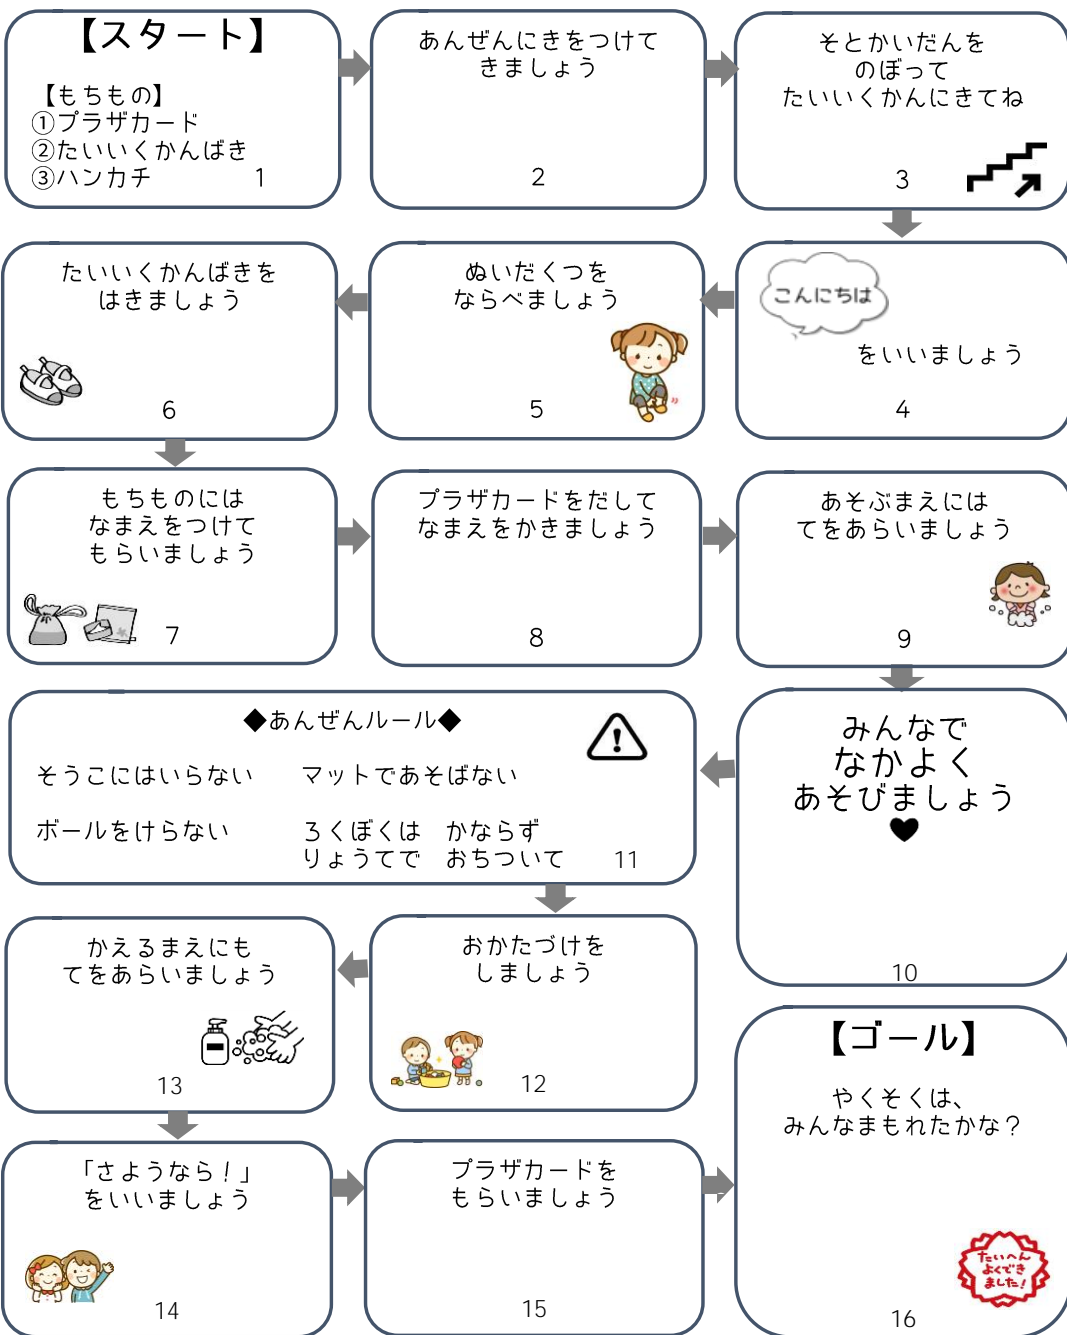 【スタート】
【もちもの】
①プラザカード
②たいいくかんばき
③ハンカチ
1
あんぜんにきをつけて
きましょう
2
そとかいだんを
のぼって
たいいくかんにきてね
3
こんにちは
をいいましょう
4
ぬいだくつを
ならべましょう
5
たいいくかんばきを
はきましょう
6
もちものには
なまえをつけて
もらいましょう
7
プラザカードをだして
なまえをかきましょう
8
あそぶまえには
てをあらいましょう
9
みんなで
なかよく
あそびましょう
♥
10
◆あんぜんルール◆
そうこにはいらない　マットであそばない
ボールをけらない　ろくぼくは　かならず
りょうてで　おちついて
11
おかたづけを
しましょう
12
かえるまえにも
てをあらいましょう
13
「さようなら！」
をいいましょう
14
プラザカードを
もらいましょう
15
【ゴール】
やくそくは、
みんなまもれたかな？
たいへん
よくでき
ました！
16